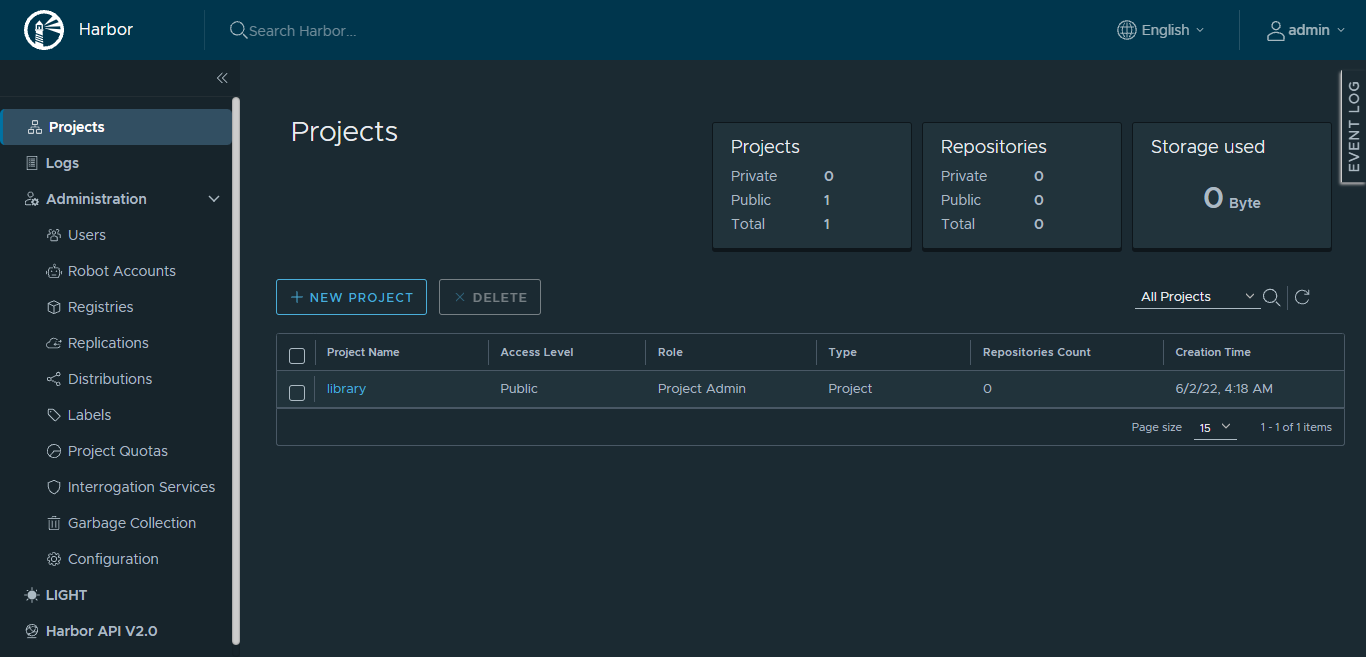 Harbor
Search Harbor...
English
admin
EVENT LOG
Projects
Logs
Administration
Users
Robot Accounts
Registries
Replications
Distributions
Labels
Project Quotas
Interrogation Services
Garbage Collection
Configuration
LIGHT
Harbor API V2.0
Projects
Projects
Private 0
Public 1
Total 1
Repositories
Private 0
Public 0
Total 0
Storage used
0 Byte
NEW PROJECT
DELETE
All Projects
Project Name Access Level Role Type Repositories Count Creation Time
library Public Project Admin Project 0 6/2/22, 4:18 AM
Page size 15 1 - 1 of 1 items